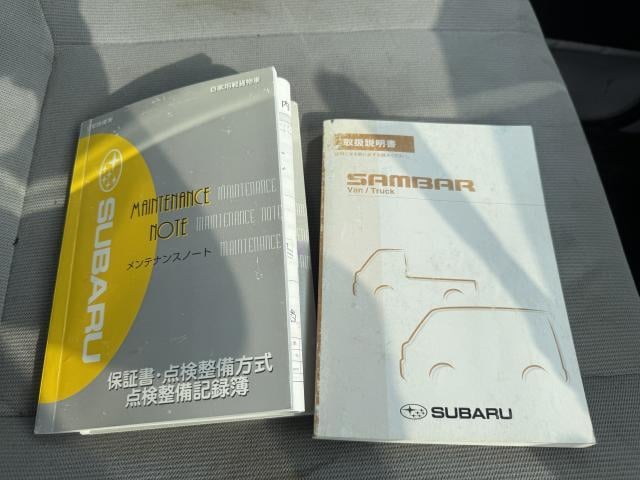 自家用軽貨物車
MAINTENANCE MAINTENANCE
NOTE MAINTENANCE NOTE
MAINTENANCE
メンテナンスノート
SUBARU
保証書・点検整備方式
点検整備記録簿
内
取扱説明書
SAMBAR
Van / Truck
SUBARU